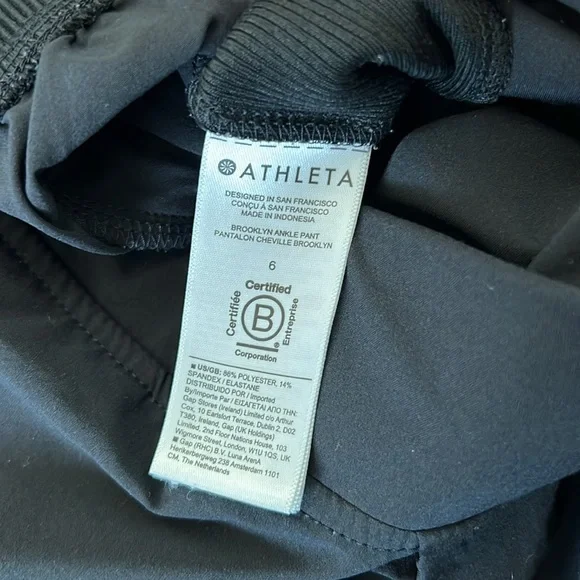 ATHLETA
DESIGNED IN SAN FRANCISCO
CONÇU À SAN FRANCISCO
MADE IN INDONESIA
BROOKLYN ANKLE PANT
PANTALON CHEVILLE BROOKLYN
6
Certified
Certifiée
B
Entreprise
®
Corporation
■ US/GB: 86% POLYESTER, 14%
SPANDEX / ELASTANE
DISTRIBUIDO POR / Imported
By/Importe Par / ΕΙΣΑΓΕΤΑΙ ΑΠΟ ΤΗΝ:
Gap Stores (Ireland) Limited c/o Arthur
Cox, 10 Earlsfort Terrace, Dublin 2, D02
T380, Ireland, Gap (UK Holdings)
Limited, 2nd Floor Nations House, 103
Wigmore Street, London, W1U 1QS, UK
■ Gap (RHC) B.V. Luna ArenA
Herikerbergweg 238 Amsterdam 1101
CM, The Netherlands